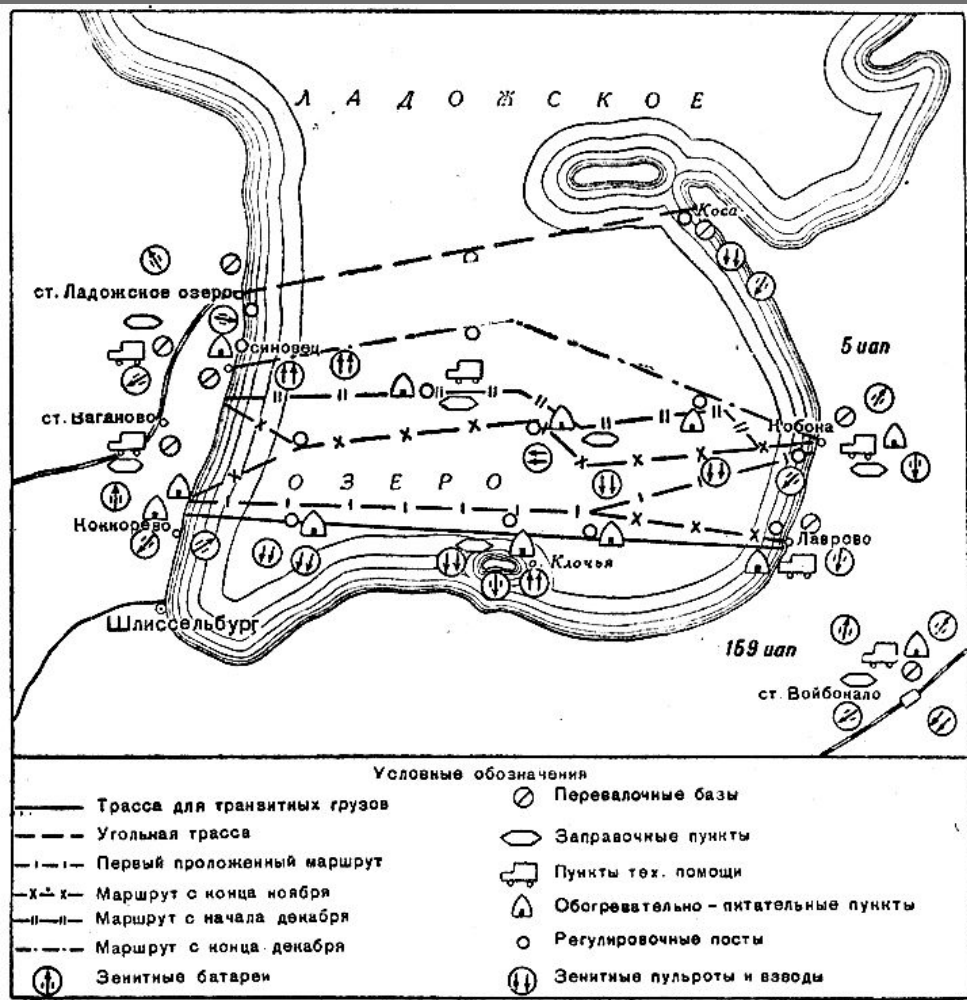 ЛАДОЖСКОЕ
Коса
ст. Ладожское озеро
5 иап
синовец
ст. Ваганово
Кобона
ОЗЕРО
Коккорево
Лаврово
о. Клочья
Шлиссельбург
159 иап
ст. Войбокало
Условные обозначения
Трасса для транзитных грузов
Угольная трасса
Первый проложенный маршрут
Маршрут с конца ноября
Маршрут с начала декабря
Маршрут с конца декабря
Зенитные батареи
Перевалочные базы
Заправочные пункты
Пункты тех. помощи
Обогревательно-питательные пункты
Регулировочные посты
Зенитные пульроты и взводы